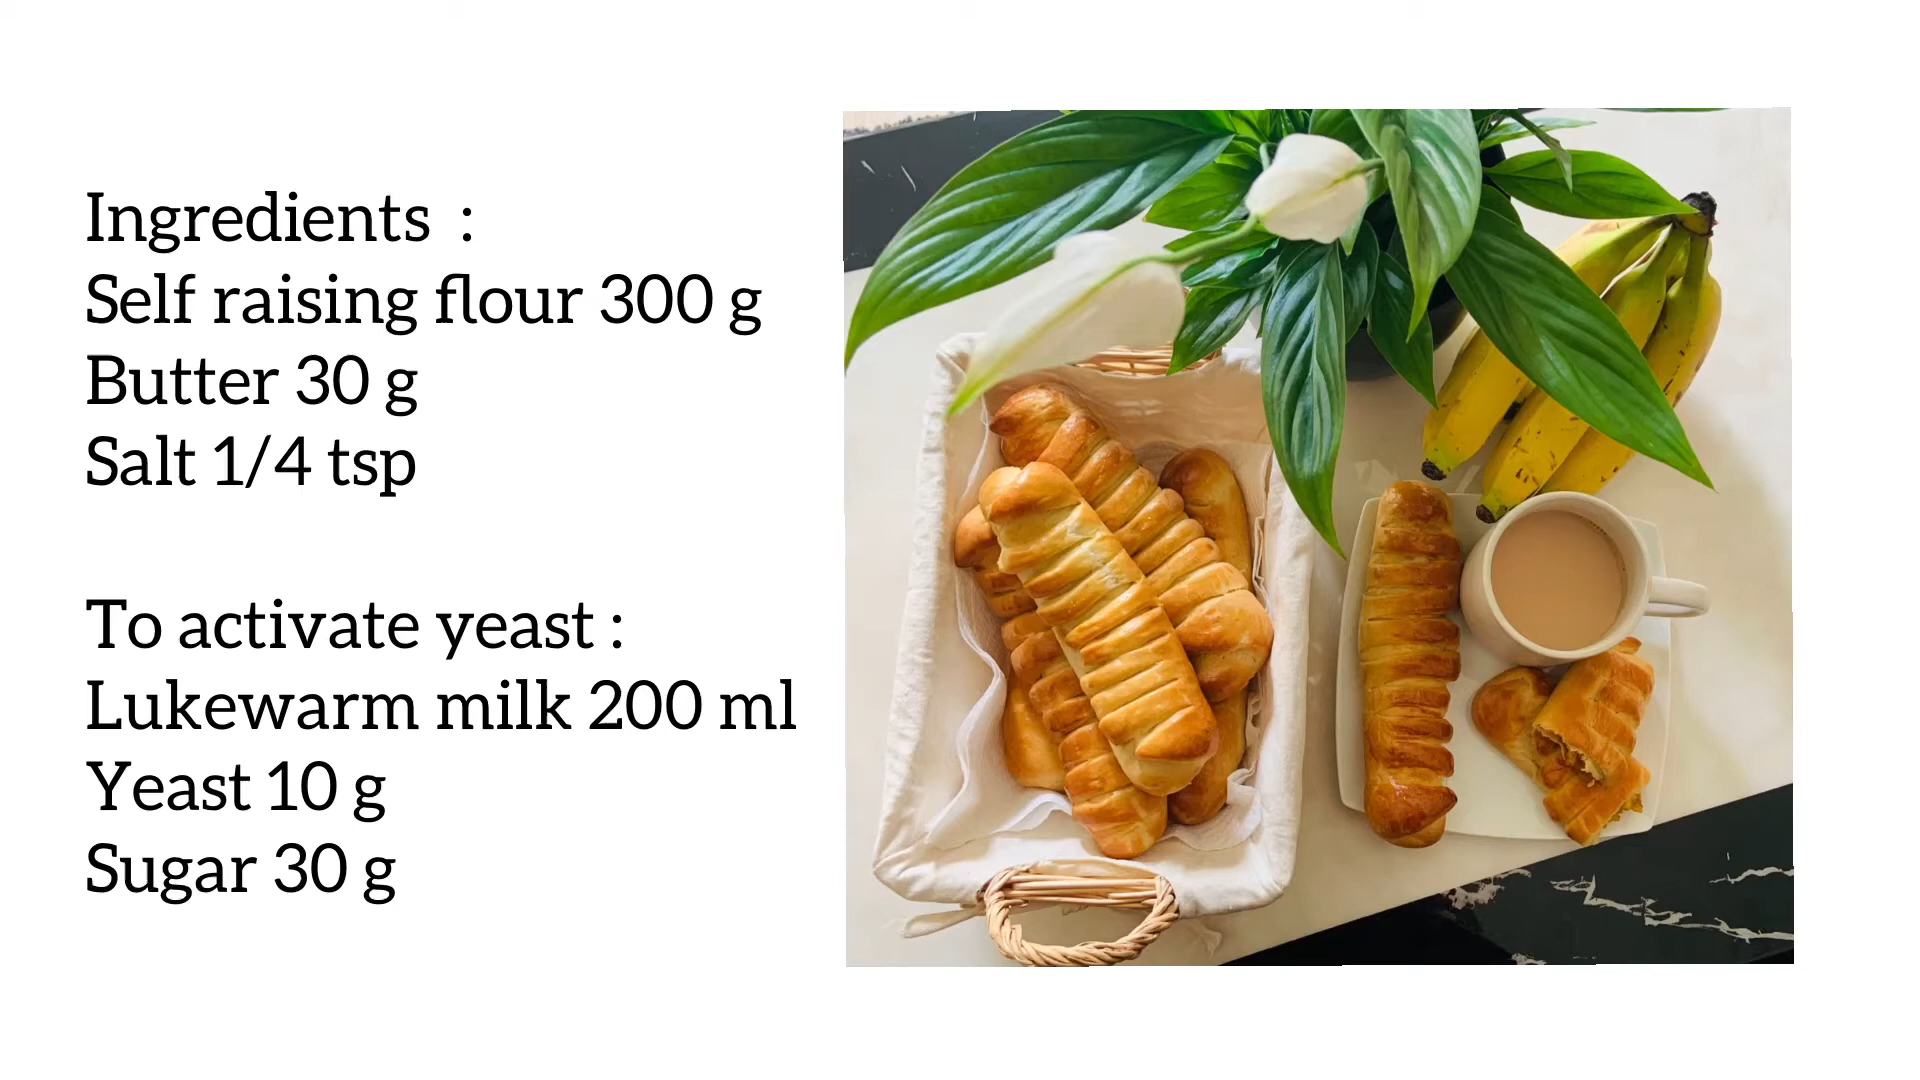 Ingredients  :
Self raising flour 300 g
Butter 30 g
Salt 1/4 tsp
To activate yeast :
Lukewarm milk 200 ml
Yeast 10 g
Sugar 30 g